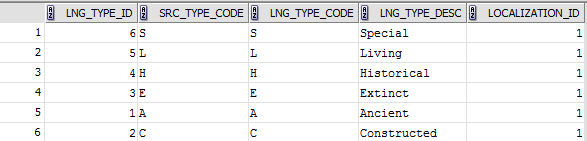 LNG_TYPE_ID SRC_TYPE_CODE LNG_TYPE_CODE LNG_TYPE_DESC LOCALIZATION_ID
1 6 S S Special 1
2 5 L L Living 1
3 4 H H Historical 1
4 3 E E Extinct 1
5 1 A A Ancient 1
6 2 C C Constructed 1